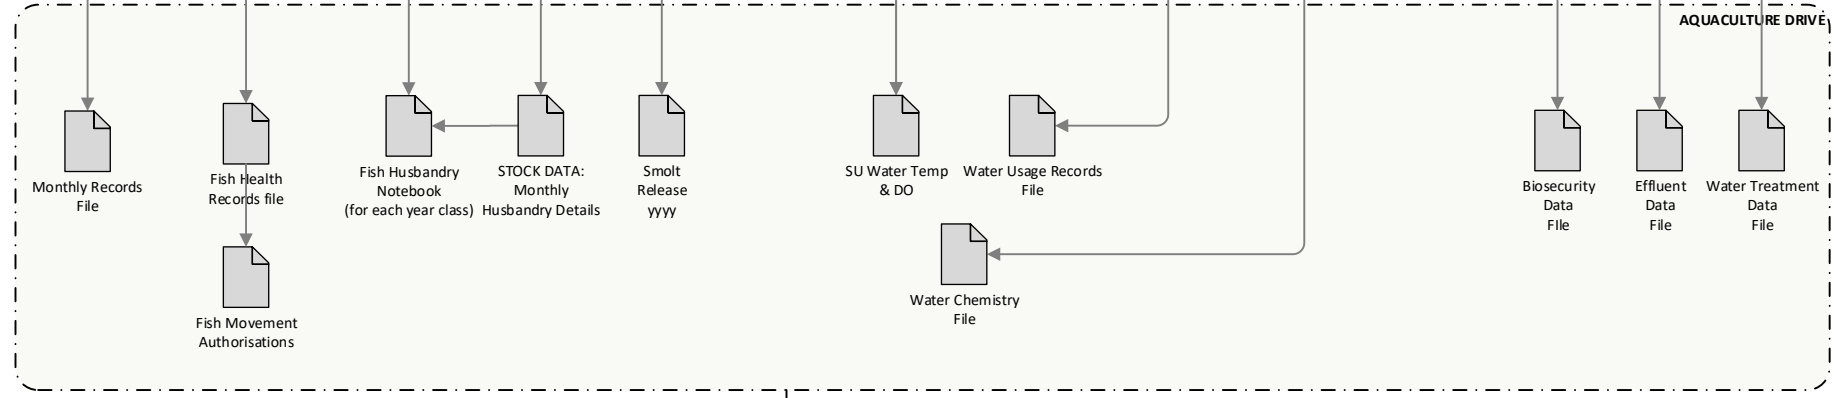 AQUACULTURE DRIVE
Monthly Records
File
Fish Health
Records file
Fish Movement
Authorisations
Fish Husbandry
Notebook
(for each year class)
STOCK DATA:
Monthly
Husbandry Details
Smolt
Release
yyyy
SU Water Temp
& DO
Water Usage Records
File
Water Chemistry
File
Biosecurity
Data
FIle
Effluent
Data
File
Water Treatment
Data
File